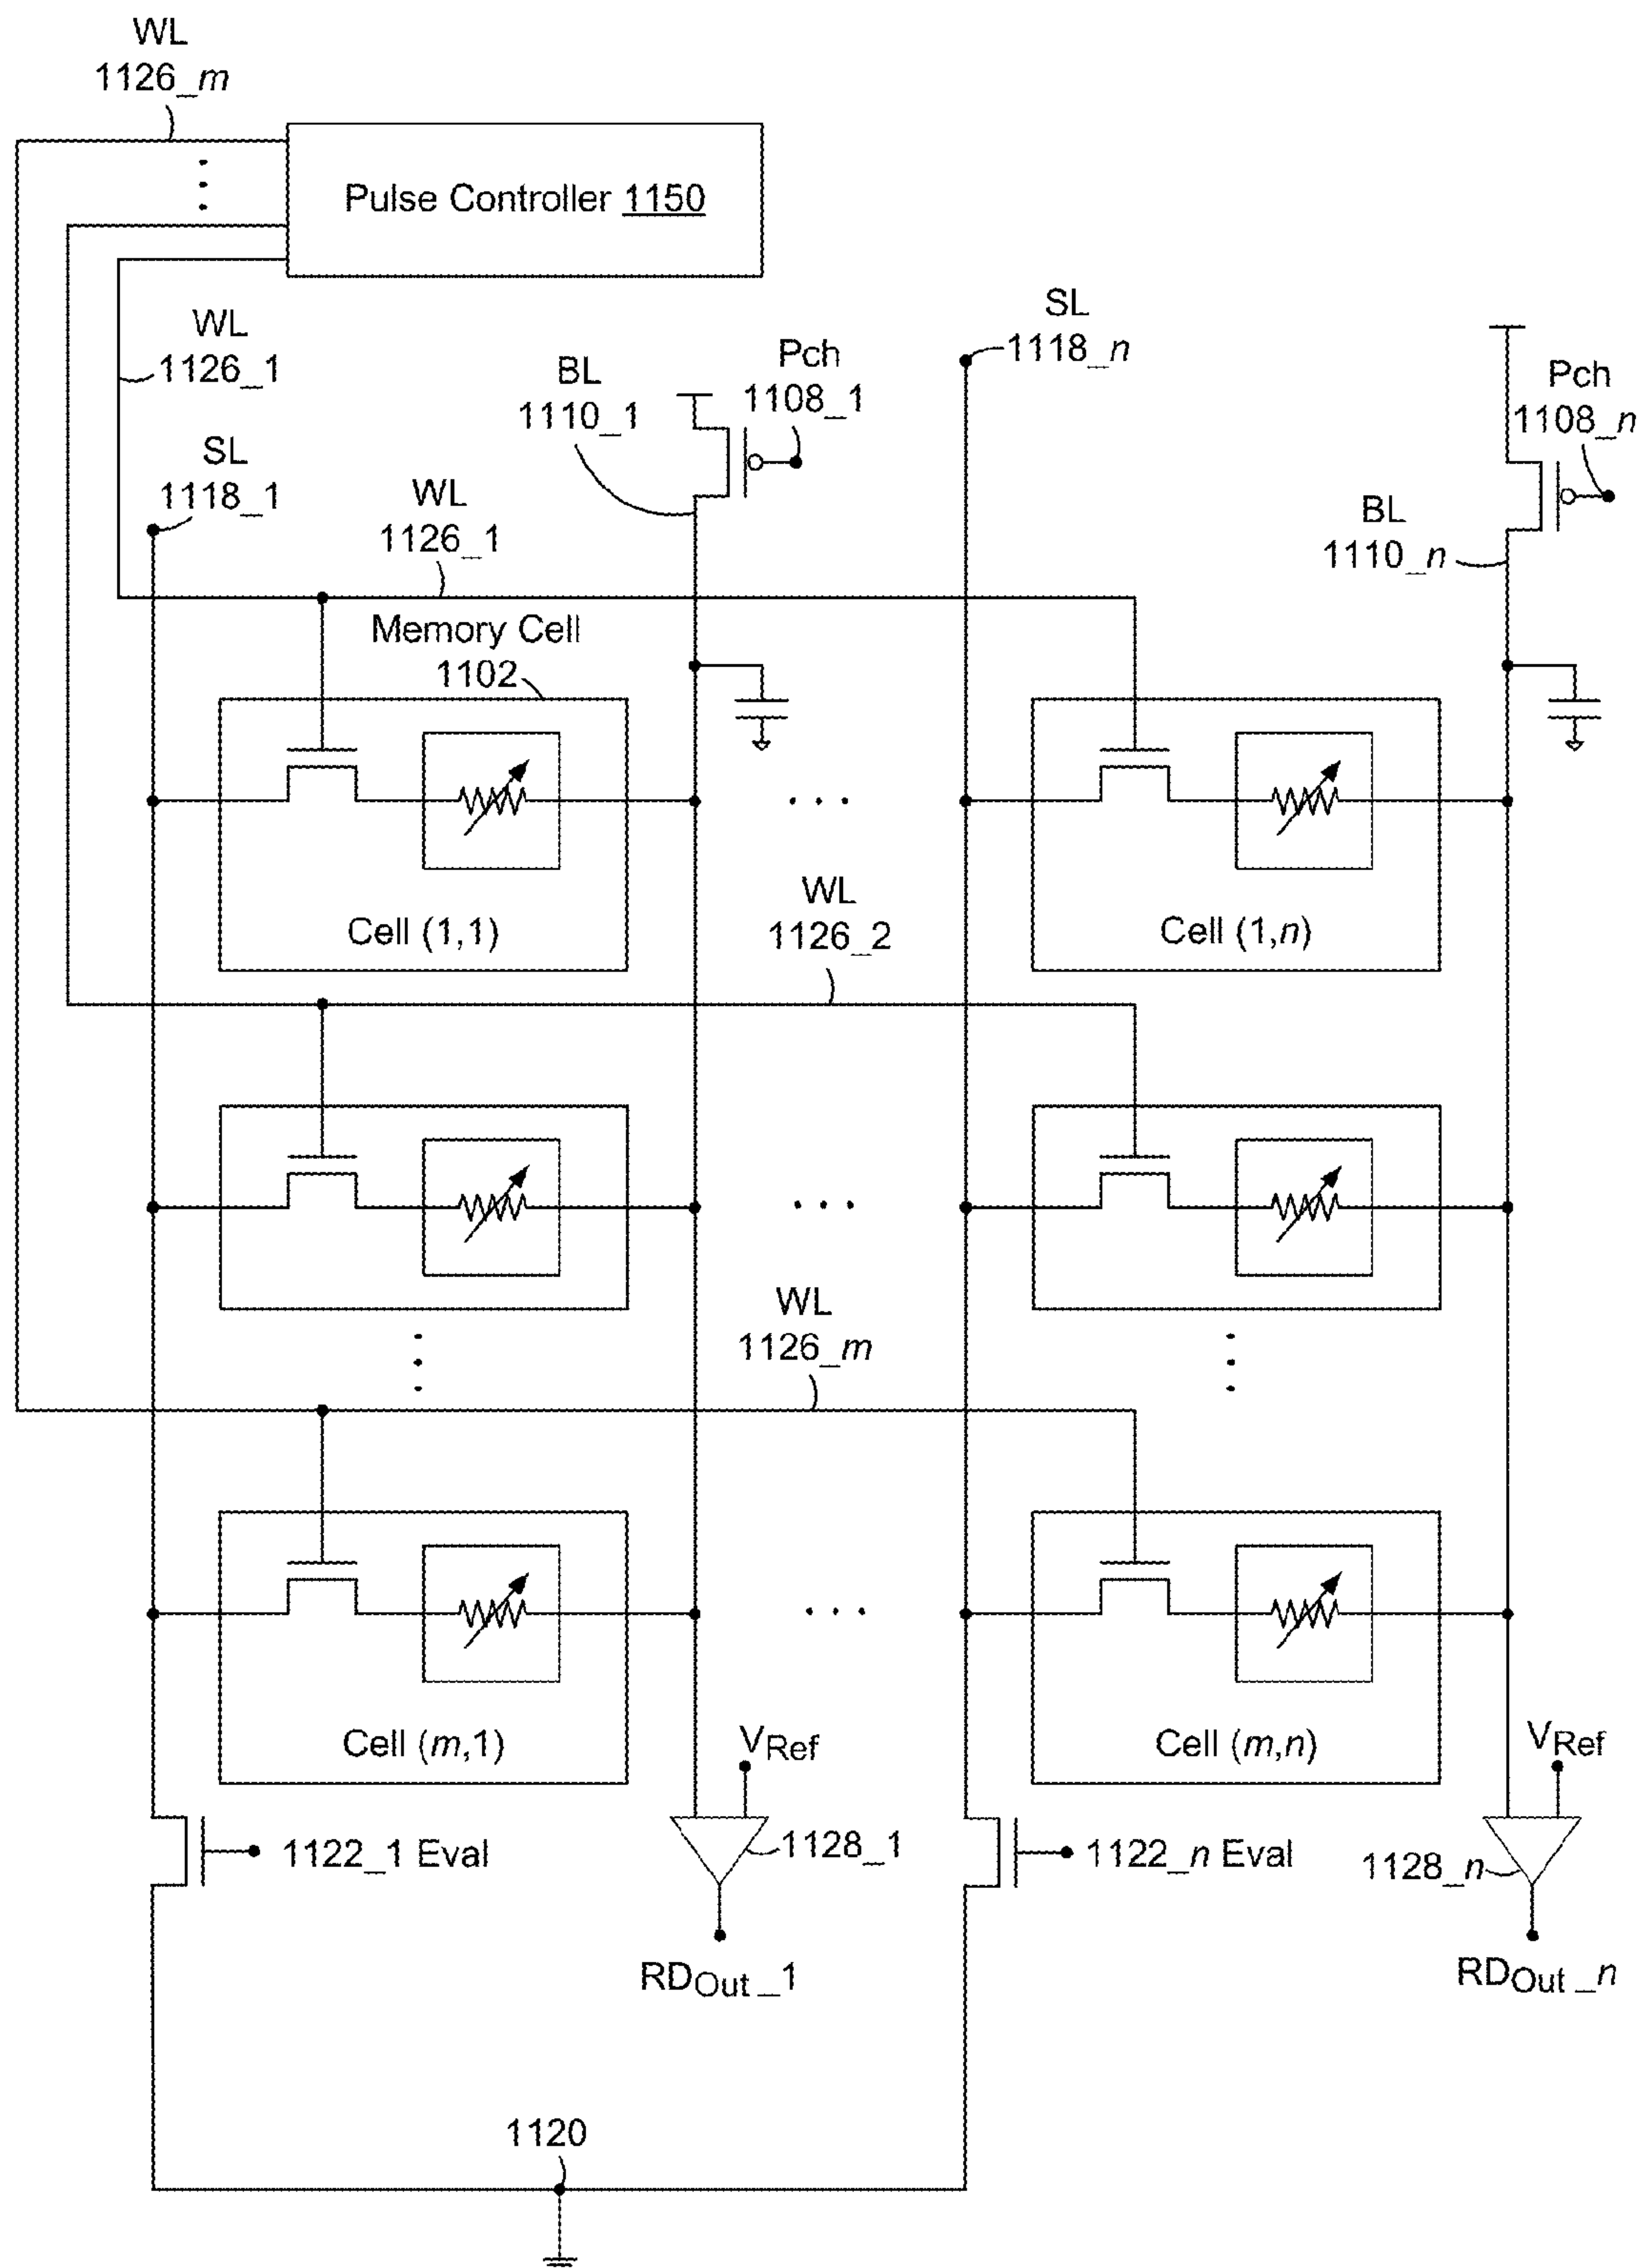 WL
1126_m
Pulse Controller 1150
WL
1126_1
SL
1118_1
BL
1110_1
Pch
1108_1
SL
1118_n
Pch
1108_n
BL
1110_n
WL
1126_1
Memory Cell
1102
Cell (1,1)
Cell (1,n)
WL
1126_2
WL
1126_m
Cell (m,1)
Cell (m,n)
VRef
VRef
1122_1 Eval
1128_1
1122_n Eval
1128_n
RDOut_1
RDOut_n
1120